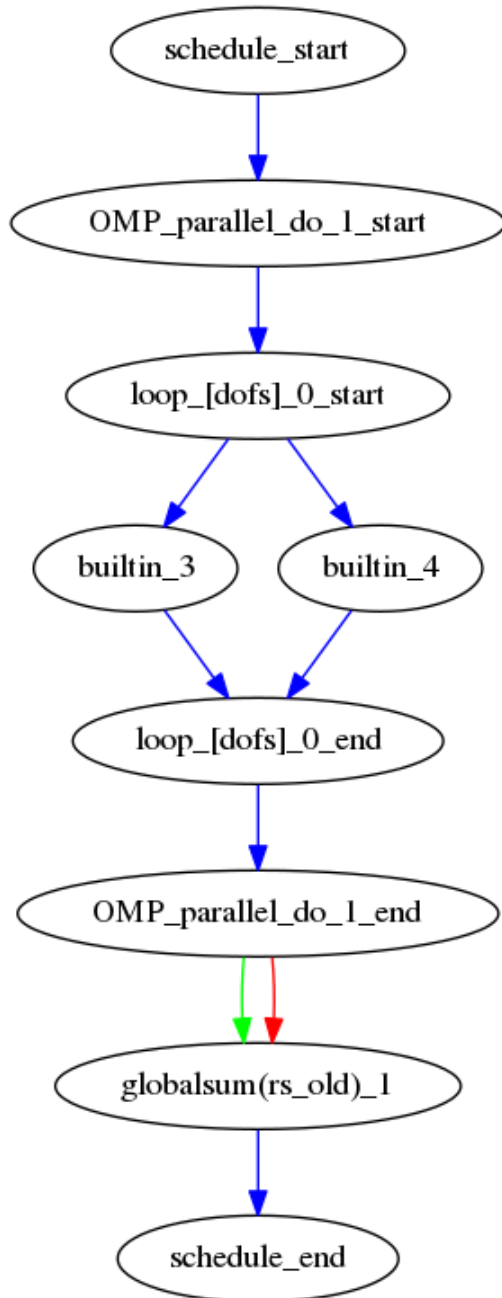 schedule_start
OMP_parallel_do_1_start
loop_[dofs]_0_start
builtin_3
builtin_4
loop_[dofs]_0_end
OMP_parallel_do_1_end
globalsum(rs_old)_1
schedule_end